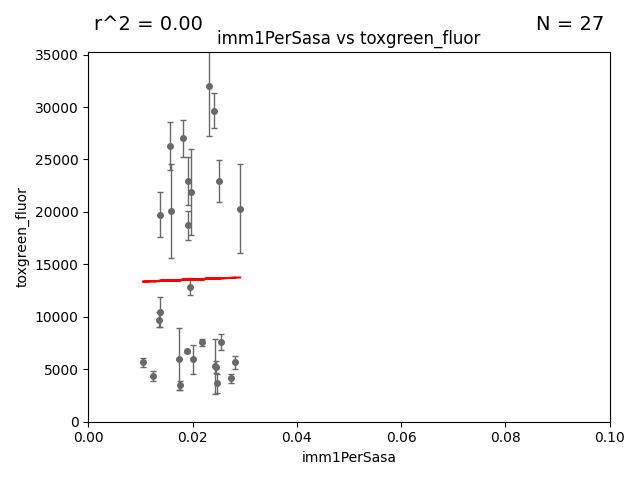 r^2 = 0.00
N = 27
imm1PerSasa vs toxgreen_fluor
toxgreen_fluor
35000
30000
25000
20000
15000
10000
5000
0
0.00
0.02
0.04
0.06
0.08
0.10
imm1PerSasa